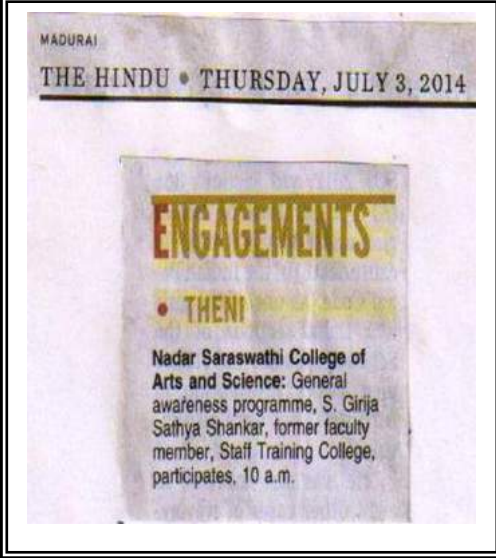 MADURAI
THE HINDU • THURSDAY, JULY 3, 2014
ENGAGEMENTS
• THENI
Nadar Saraswathi College of
Arts and Science: General
awareness programme, S. Girija
Sathya Shankar, former faculty
member, Staff Training College,
participates, 10 a.m.